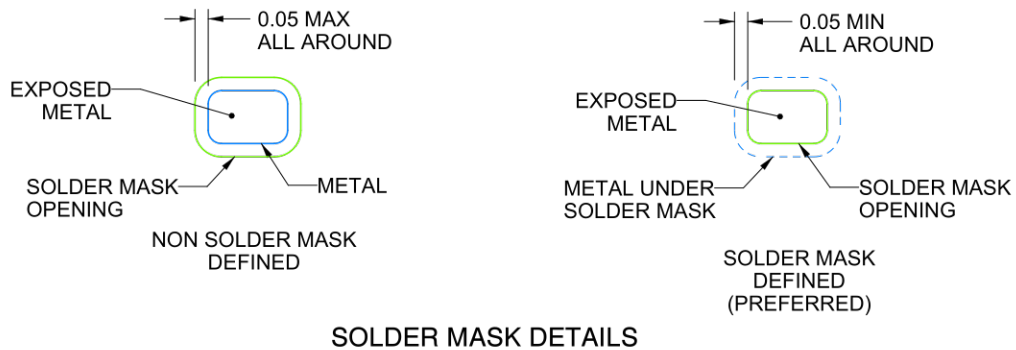 0.05 MAX
ALL AROUND
EXPOSED
METAL
SOLDER MASK
OPENING
METAL
NON SOLDER MASK
DEFINED
0.05 MIN
ALL AROUND
EXPOSED
METAL
METAL UNDER
SOLDER MASK
SOLDER MASK
OPENING
SOLDER MASK
DEFINED
(PREFERRED)
SOLDER MASK DETAILS